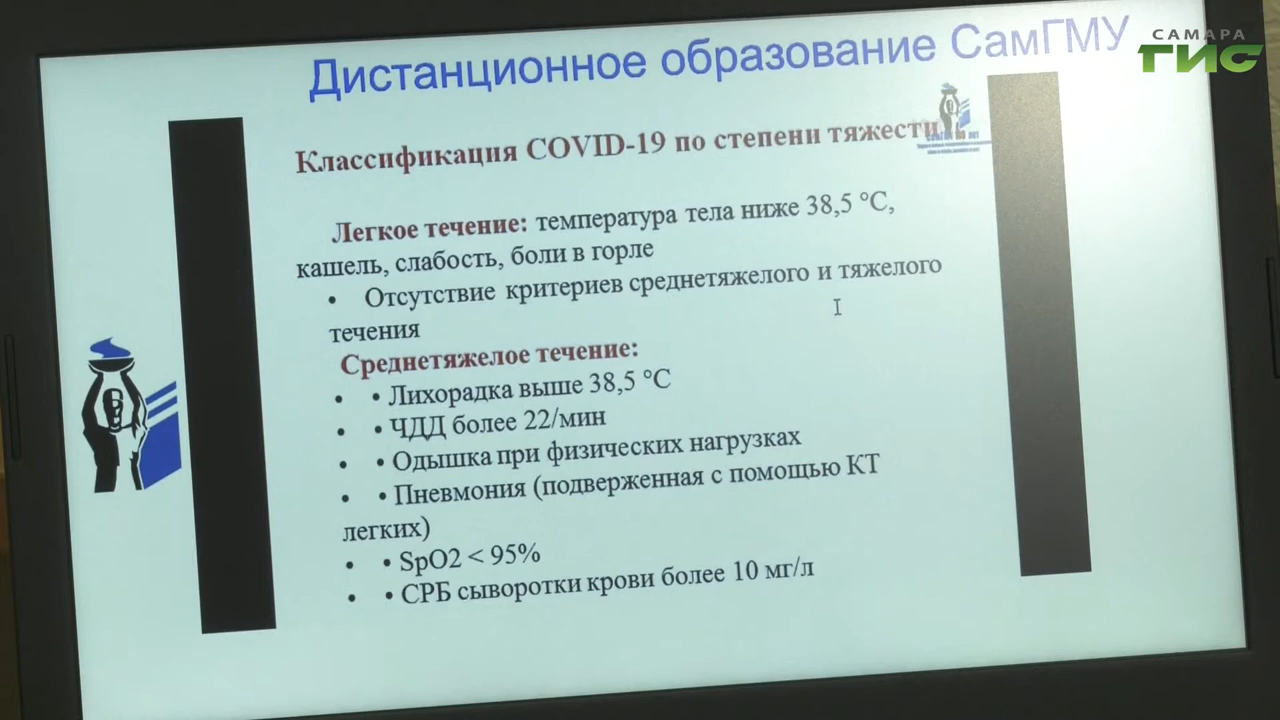 Дистанционное образование СамГМУ
САМАРА
ГИС
Классификация COVID-19 по степени тяжести
Легкое течение: температура тела ниже 38,5 °C,
кашель, слабость, боли в горле
• Отсутствие критериев среднетяжелого и тяжелого
течения
Среднетяжелое течение:
• • Лихорадка выше 38,5 °C
• • ЧДД более 22/мин
• • Одышка при физических нагрузках
• • Пневмония (подверженная с помощью КТ
легких)
• • SpO2 < 95%
• • СРБ сыворотки крови более 10 мг/л